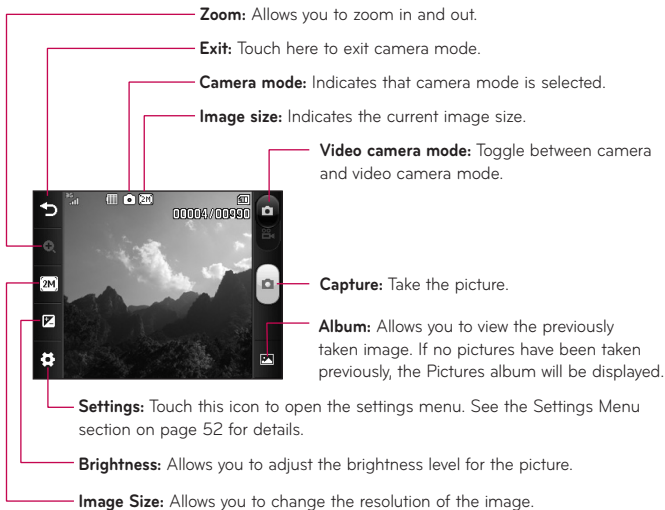 Zoom: Allows you to zoom in and out.
Exit: Touch here to exit camera mode.
Camera mode: Indicates that camera mode is selected.
Image size: Indicates the current image size.
Video camera mode: Toggle between camera
and video camera mode.
3G
2M
00004/00990
2M
Capture: Take the picture.
Album: Allows you to view the previously
taken image. If no pictures have been taken
previously, the Pictures album will be displayed.
Settings: Touch this icon to open the settings menu. See the Settings Menu
section on page 52 for details.
Brightness: Allows you to adjust the brightness level for the picture.
Image Size: Allows you to change the resolution of the image.